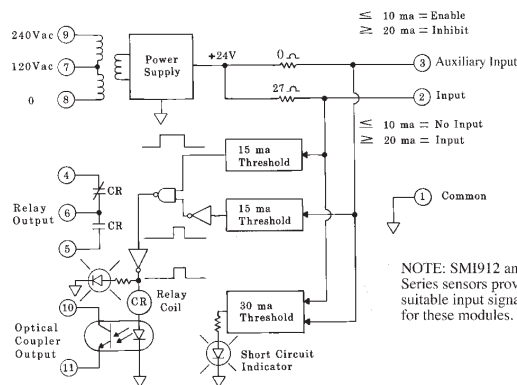 240Vac 9
120Vac 7
0 8
Power
Supply
+24V
0 Ω
27 Ω
≤ 10 ma = Enable
≥ 20 ma = Inhibit
3 Auxiliary Input
2 Input
≤ 10 ma = No Input
≥ 20 ma = Input
15 ma
Threshold
15 ma
Threshold
1 Common
4
CR
Relay
Output
6
CR
5
CR
Relay
Coil
10
Optical
Coupler
Output
11
30 ma
Threshold
Short Circuit
Indicator
NOTE: SMI912 an
Series sensors prov
suitable input signa
for these modules.